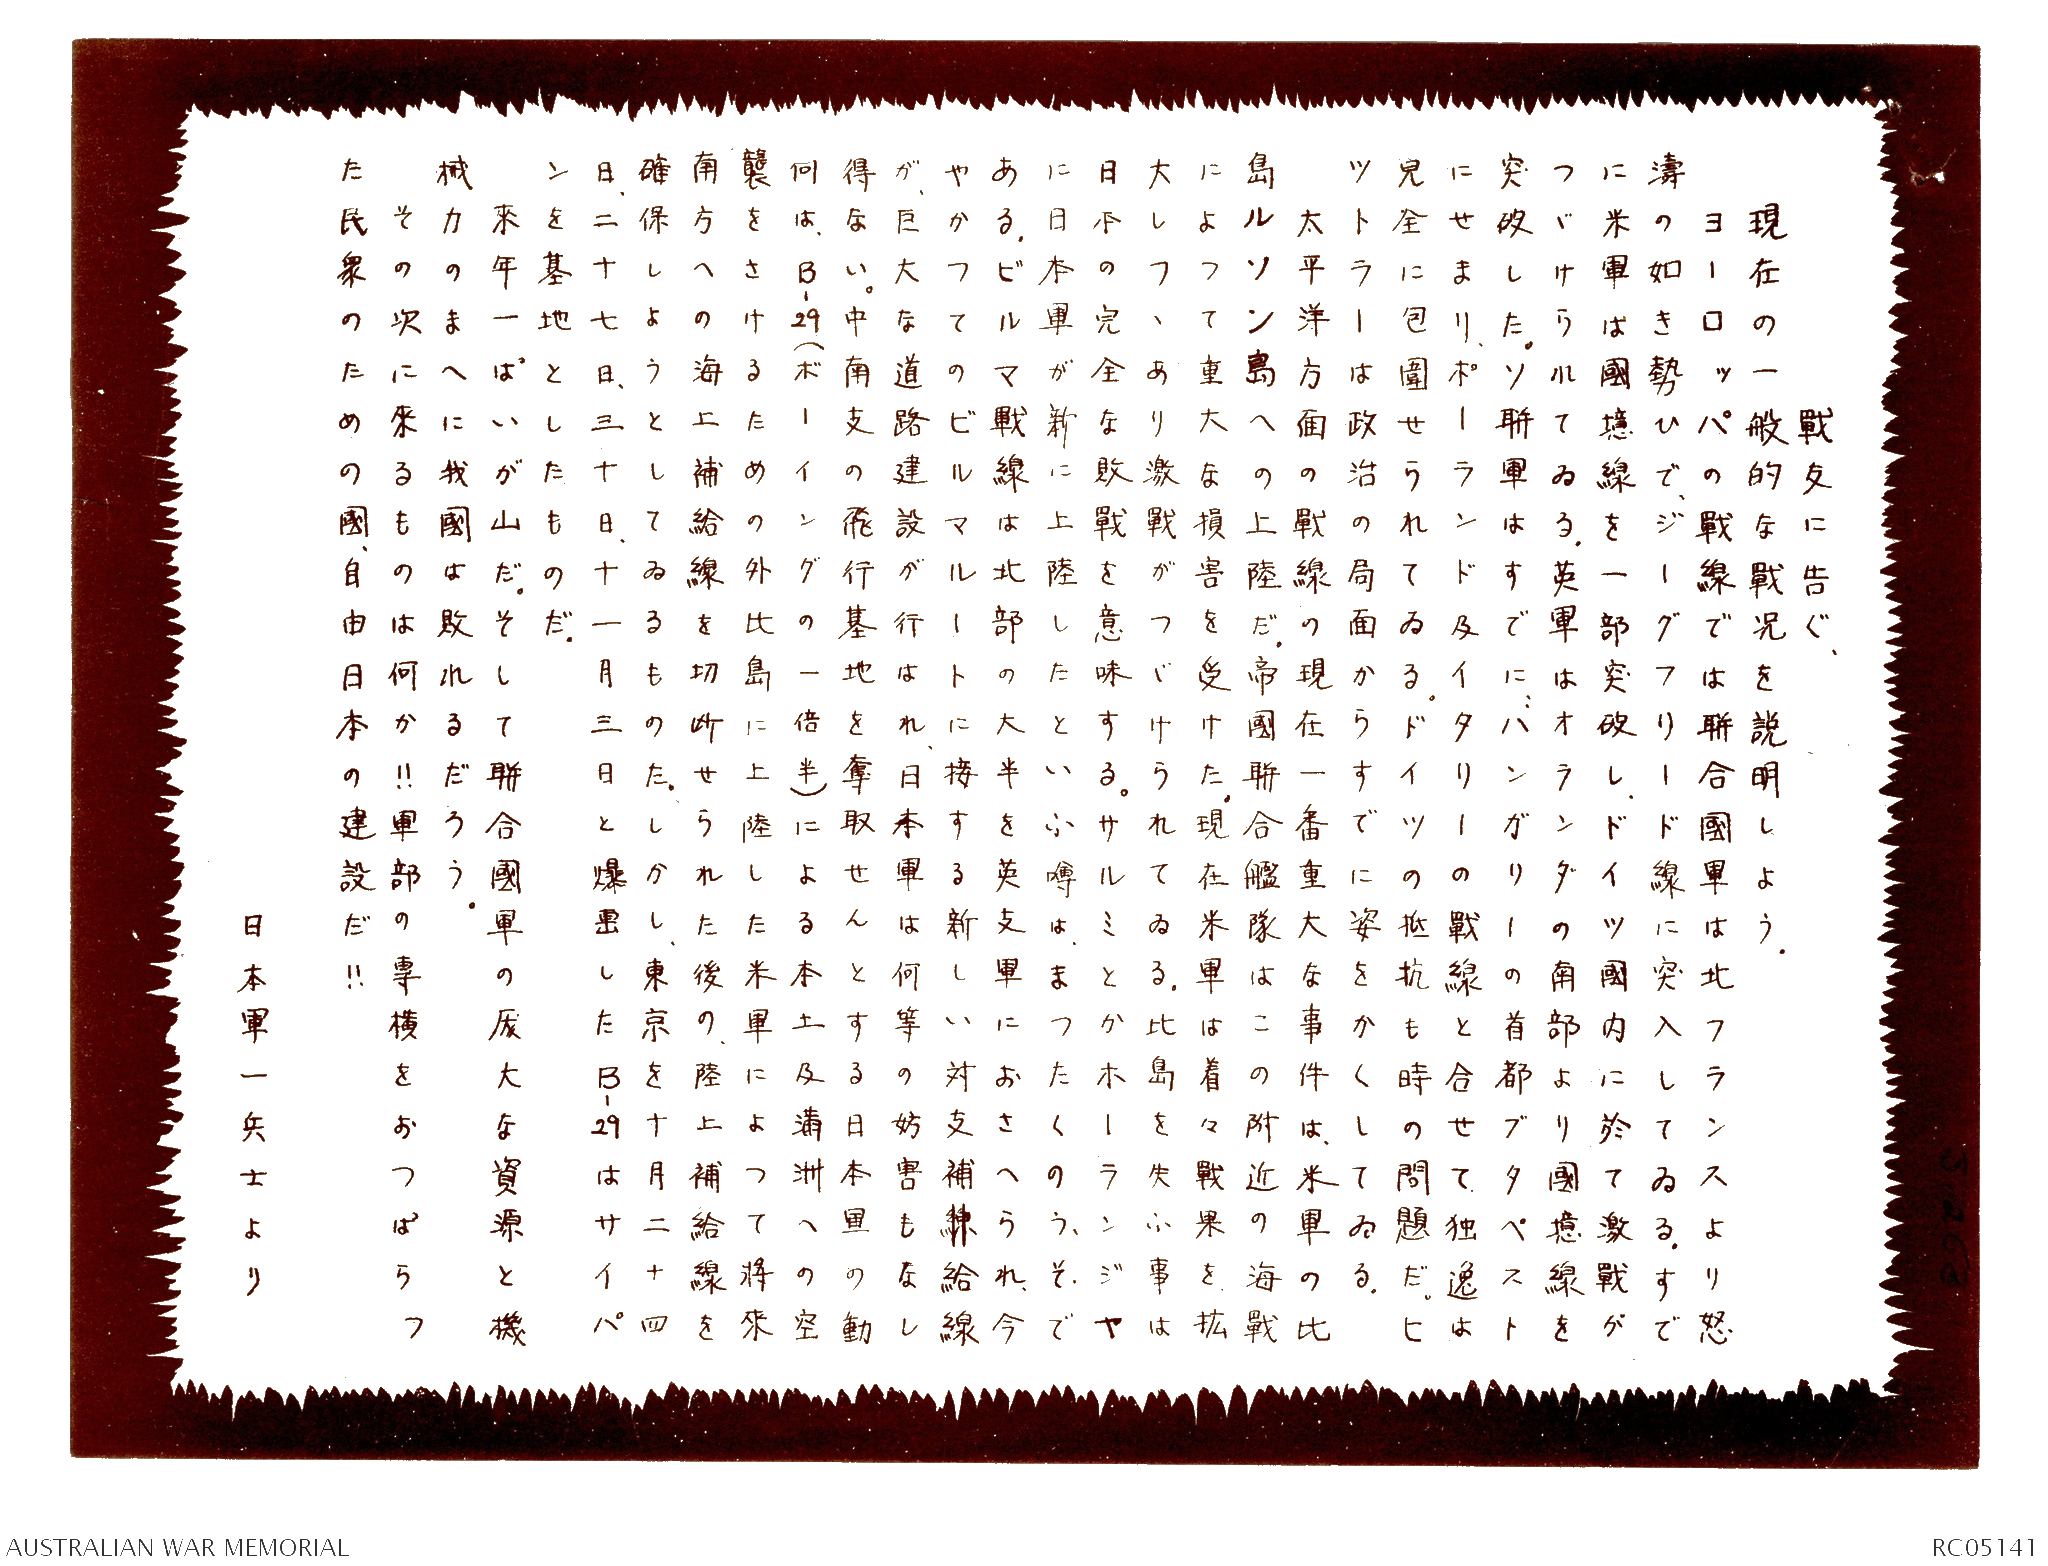 戰友に告ぐ、
現在の一般的な戰況を説明しよう.
ヨーロッパの戰線では聯合國軍は北フランスより怒
濤の如き勢ひで、ジーグフリード線に突入してゐる.すで
に米軍は國境線を一部突破し、ドイツ國内に於て激戰が
つゞけられてゐる.英軍はオランダの南部より國境線を
突破した.ソ聯軍はすでに、ハンガリーの首都ブタペスト
にせまり、ポーランド及イタリーの戰線と合せて、独逸は
完全に包圍せられてゐる。ドイツの抵抗も時の問題だ。ヒ
ツトラーは政治の局面からすでに姿をかくしてゐる.
太平洋方面の戰線の現在一番重大な事件は、米軍の比
島ルソン島への上陸だ.帝國聯合艦隊はこの附近の海戰
によつて重大な損害を受けた.現在米軍は着々戰果を拡
大しつゝあり激戰がつゞけられてゐる.比島を失ふ事は
日本の完全な敗戰を意味する。サルミとかホーランジヤ
に日本軍が新に上陸したといふ噂は、まつたくのうそで
ある.ビルマ戰線は北部の大半を英支軍におさへられ、今
やかつてのビルマルートに接する新しい対支補給線
が、巨大な道路建設が行はれ、日本軍は何等の妨害もなし
得ない。中南支の飛行基地を奪取せんとする日本軍の動
何は、B-29(ボーイングの一倍半)による本土及満洲への空
襲をさけるための外比島に上陸した米軍によつて將來
南方への海上補給線を切断せられた後の、陸上補給線を
確保しようとしてゐるものた.しかし、東京を十月二十四
日、二十七日、三十日、十一月三日と爆撃したB-29はサイパ
ンを基地としたものだ.
來年一ぱいが山だ.そして聯合國軍の厖大な資源と機
械力のまへに我國は敗れるだろう.
その次に來るものは何か!!軍部の専横をおつぱらつ
た民衆のための國、自由日本の建設だ!!
日本軍一兵士より
AUSTRALIAN WAR MEMORIAL
RC05141